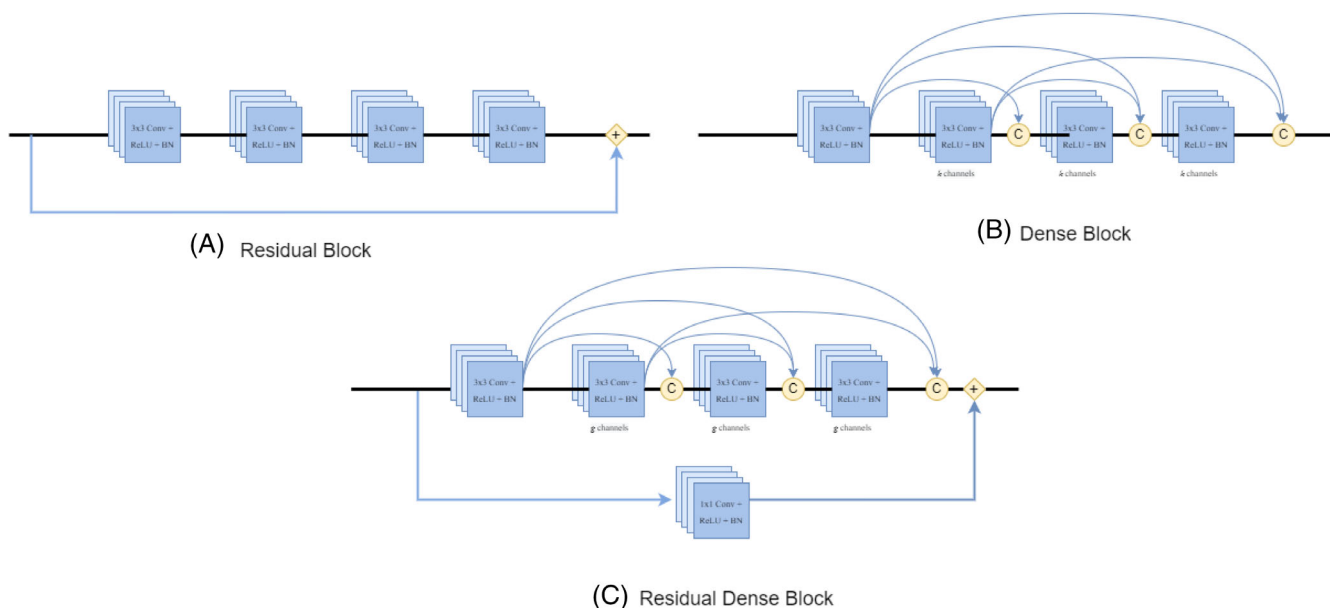 3x3 Conv +
ReLU + BN
3x3 Conv +
ReLU + BN
3x3 Conv +
ReLU + BN
3x3 Conv +
ReLU + BN
+
(A) Residual Block
3x3 Conv +
ReLU + BN
3x3 Conv +
ReLU + BN
k channels
C
3x3 Conv +
ReLU + BN
k channels
C
3x3 Conv +
ReLU + BN
k channels
C
(B) Dense Block
3x3 Conv +
ReLU + BN
3x3 Conv +
ReLU + BN
g channels
C
3x3 Conv +
ReLU + BN
g channels
C
3x3 Conv +
ReLU + BN
g channels
C
+
1x1 Conv +
ReLU + BN
(C) Residual Dense Block